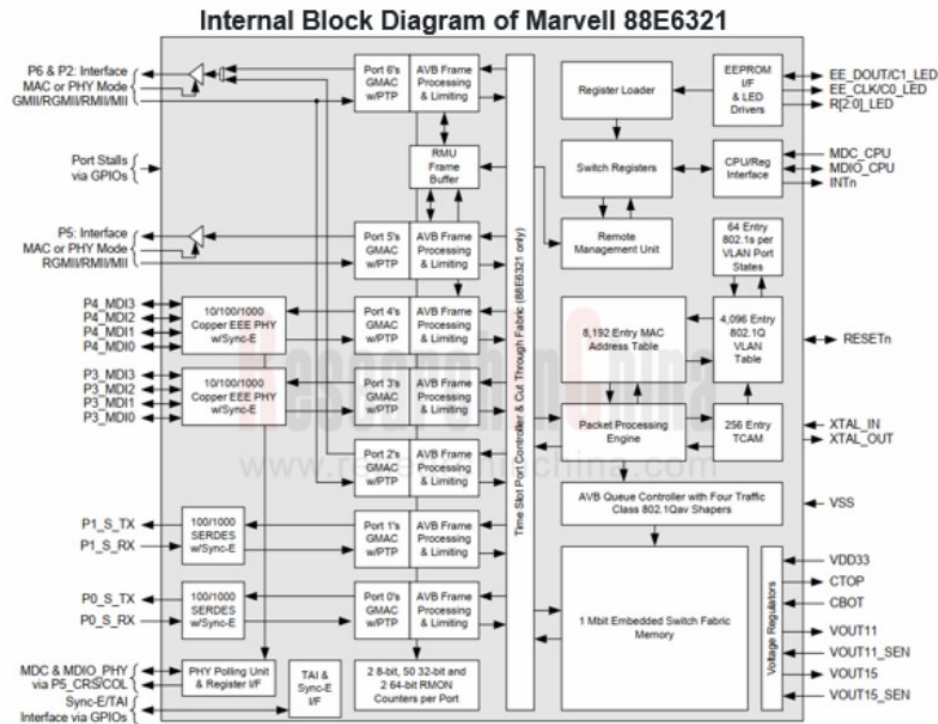 Internal Block Diagram of Marvell 88E6321
P6 & P2: Interface
MAC or PHY Mode
GMII/RGMII/RMII/MII
Port Stalls
via GPIOs
P5: Interface
MAC or PHY Mode
RGMII/RMII/MII
P4_MDI3
P4_MDI2
P4_MDI1
P4_MDI0
P3_MDI3
P3_MDI2
P3_MDI1
P3_MDI0
P1_S_TX
P1_S_RX
P0_S_TX
P0_S_RX
MDC & MDIO_PHY
via P5_CRS/COL
Sync-E/TAI
Interface via GPIOs
10/100/1000
Copper EEE PHY
w/Sync-E
10/100/1000
Copper EEE PHY
w/Sync-E
100/1000
SERDES
w/Sync-E
100/1000
SERDES
w/Sync-E
PHY Polling Unit
& Register I/F
TAI &
Sync-E
I/F
Port 6's
GMAC
w/PTP
AVB Frame
Processing
& Limiting
RMU
Frame
Buffer
Port 5's
GMAC
w/PTP
AVB Frame
Processing
& Limiting
Port 4's
GMAC
w/PTP
AVB Frame
Processing
& Limiting
Port 3's
GMAC
w/PTP
AVB Frame
Processing
& Limiting
Port 2's
GMAC
w/PTP
AVB Frame
Processing
& Limiting
Port 1's
GMAC
w/PTP
AVB Frame
Processing
& Limiting
Port 0's
GMAC
w/PTP
AVB Frame
Processing
& Limiting
2 8-bit, 50 32-bit and
2 64-bit RMON
Counters per Port
Time Slot Port Controller & Cut Through Fabric (88E6321 only)
Register Loader
EEPROM
I/F
& LED
Drivers
Switch Registers
CPU/Reg
Interface
Remote
Management
Unit
64 Entry
802.1s per
VLAN Port
States
8,192 Entry MAC
Address Table
4,096 Entry
802.1Q
VLAN
Table
Packet Processing
Engine
256 Entry
TCAM
AVB Queue Controller with Four Traffic
Class 802.1Qav Shapers
1 Mbit Embedded Switch Fabric
Memory
Voltage Regulators
EE_DOUT/C1_LED
EE_CLK/C0_LED
R[2:0]_LED
MDC_CPU
MDIO_CPU
INTn
RESETn
XTAL_IN
XTAL_OUT
VSS
VDD33
CTOP
CBOT
VOUT11
VOUT11_SEN
VOUT15
VOUT15_SEN
ResearchInChina
www.researchinchina.com